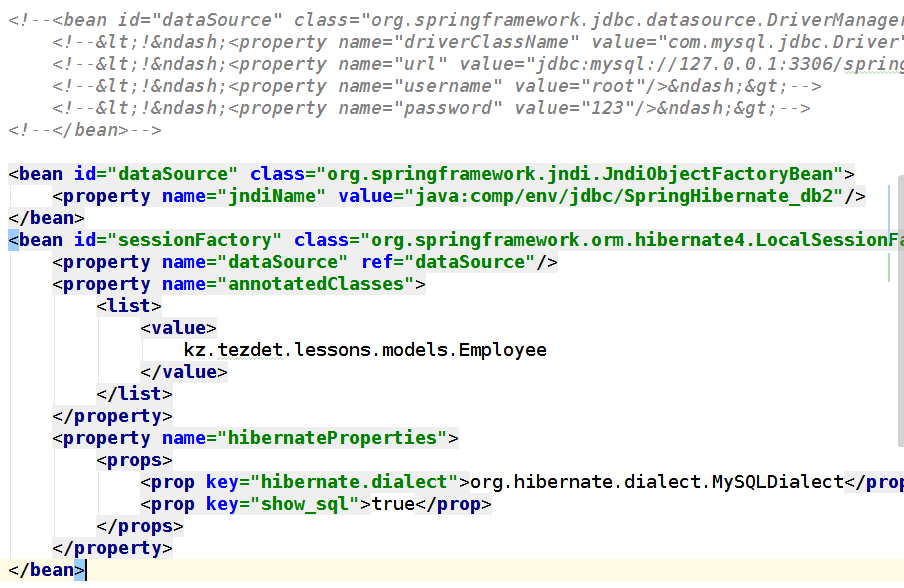 <!--<bean id="dataSource" class="org.springframework.jdbc.datasource.DriverManager
<!--&lt;!&ndash;<property name="driverClassName" value="com.mysql.jdbc.Driver"
<!--&lt;!&ndash;<property name="url" value="jdbc:mysql://127.0.0.1:3306/spring
<!--&lt;!&ndash;<property name="username" value="root"/>&ndash;&gt;-->
<!--&lt;!&ndash;<property name="password" value="123"/>&ndash;&gt;-->
<!--</bean>-->
<bean id="dataSource" class="org.springframework.jndi.JndiObjectFactoryBean">
<property name="jndiName" value="java:comp/env/jdbc/SpringHibernate_db2"/>
</bean>
<bean id="sessionFactory" class="org.springframework.orm.hibernate4.LocalSessionFa
<property name="dataSource" ref="dataSource"/>
<property name="annotatedClasses">
<list>
<value>
kz.tezdet.lessons.models.Employee
</value>
</list>
</property>
<property name="hibernateProperties">
<props>
<prop key="hibernate.dialect">org.hibernate.dialect.MySQLDialect</prop
<prop key="show_sql">true</prop>
</props>
</property>
</bean>